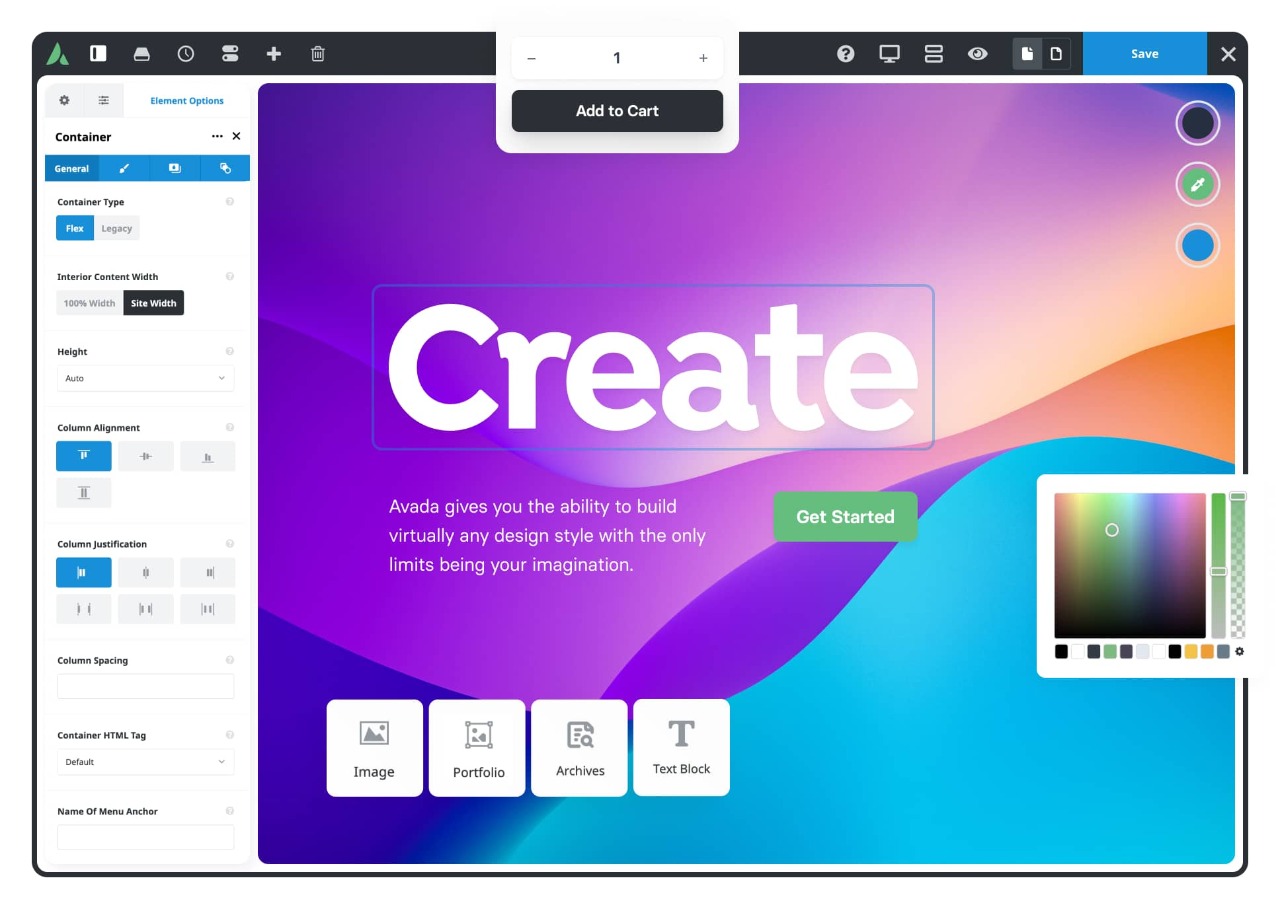 1
Add to Cart
Save
Element Options
Container
General
Container Type
Flex
Legacy
Interior Content Width
100% Width
Site Width
Height
Auto
Column Alignment
Column Justification
Column Spacing
Container HTML Tag
Default
Name Of Menu Anchor
Create
Avada gives you the ability to build
virtually any design style with the only
limits being your imagination.
Get Started
Image
Portfolio
Archives
Text Block